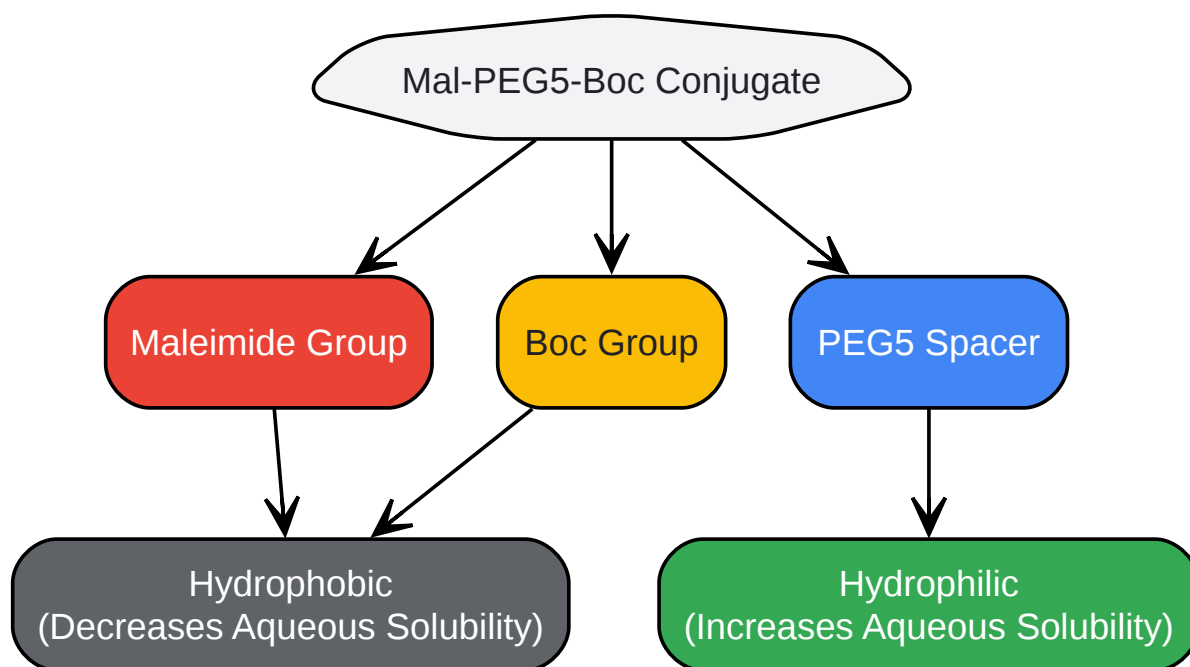 Mal-PEG5-Boc Conjugate
Maleimide Group
Boc Group
PEG5 Spacer
Hydrophobic
(Decreases Aqueous Solubility)
Hydrophilic
(Increases Aqueous Solubility)